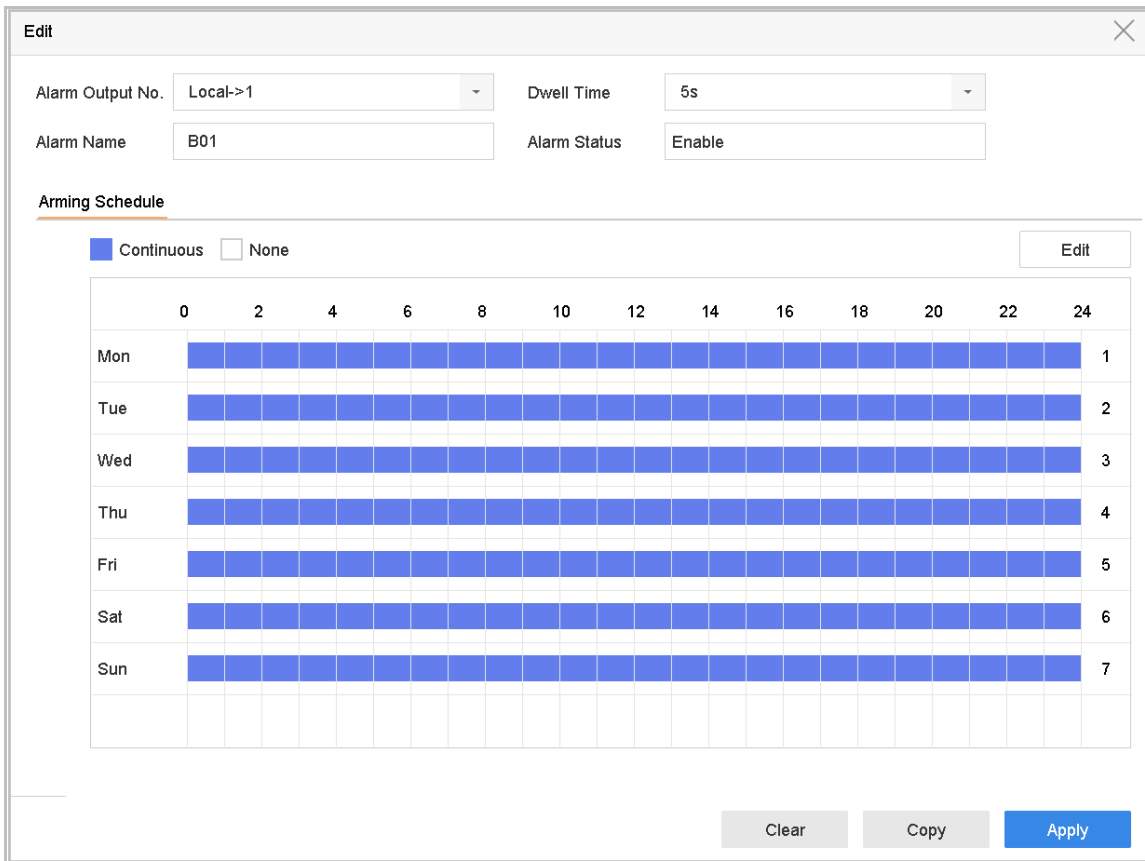 Edit
Alarm Output No. Local->1 Dwell Time 5s
Alarm Name B01 Alarm Status Enable
Arming Schedule
Continuous None Edit
0 2 4 6 8 10 12 14 16 18 20 22 24
Mon 1
Tue 2
Wed 3
Thu 4
Fri 5
Sat 6
Sun 7
Clear Copy Apply